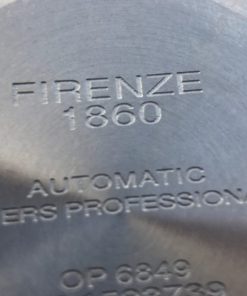 FIRENZE
1860
AUTOMATIC
ERS PROFESSIONA
OP 6849